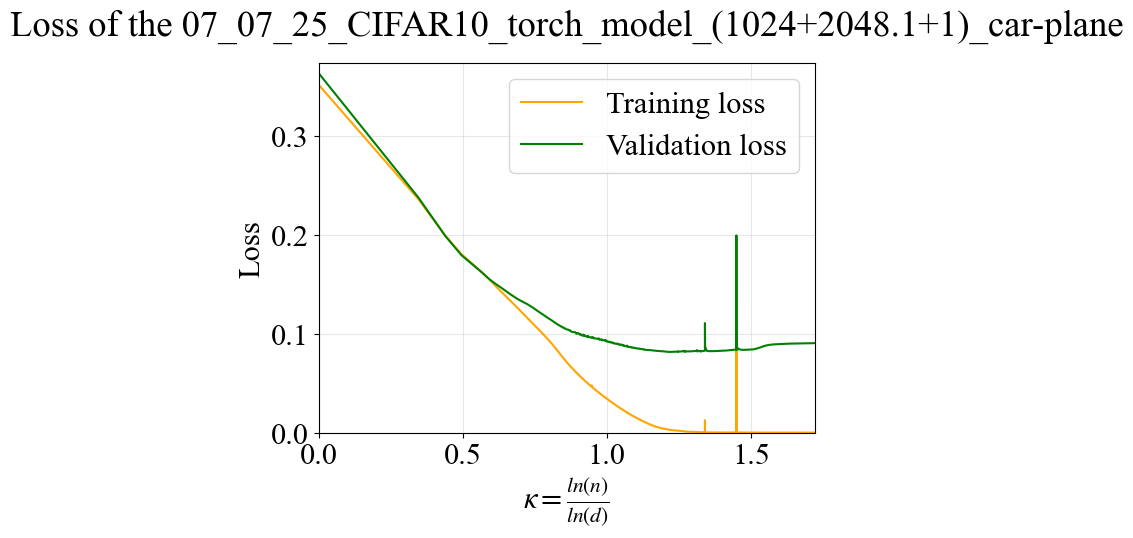 Loss of the 07_07_25_CIFAR10_torch_model_(1024+2048.1+1)_car-plane
Training loss
Validation loss
Loss
0.3
0.2
0.1
0.0
0.0 0.5 1.0 1.5
κ = ln(n)/ln(d)